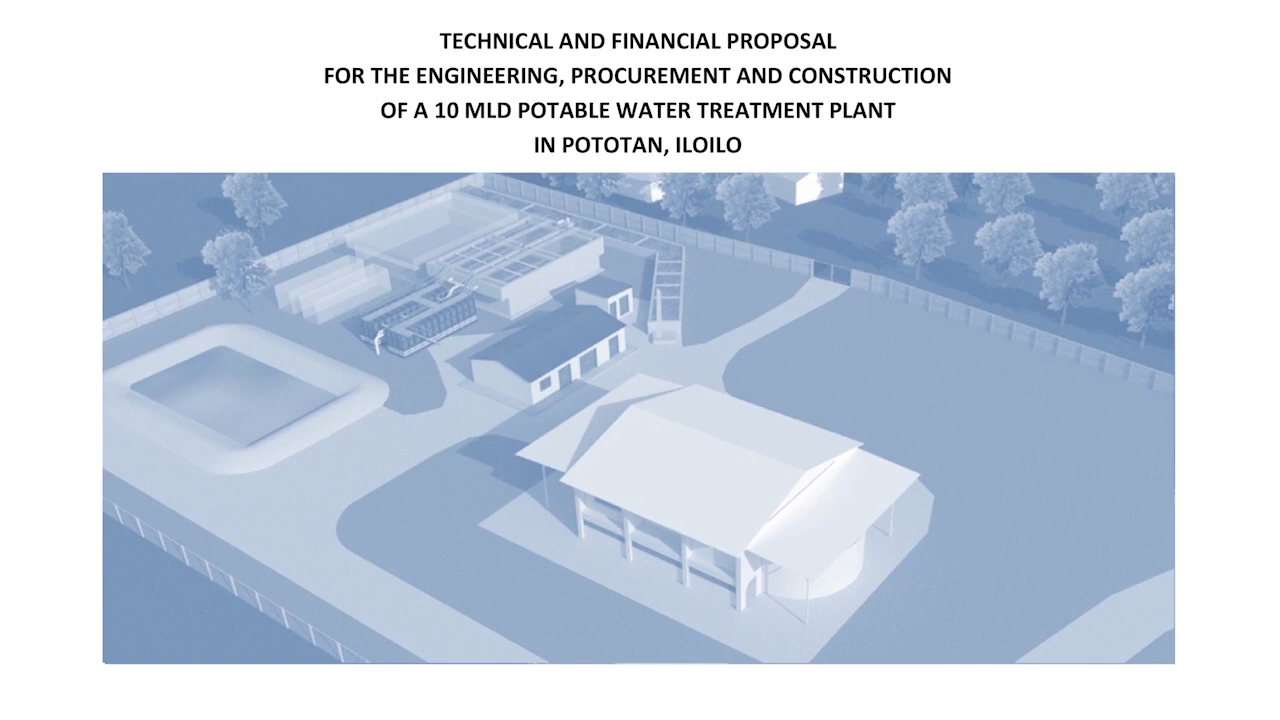 TECHNICAL AND FINANCIAL PROPOSAL
FOR THE ENGINEERING, PROCUREMENT AND CONSTRUCTION
OF A 10 MLD POTABLE WATER TREATMENT PLANT
IN POTOTAN, ILOILO